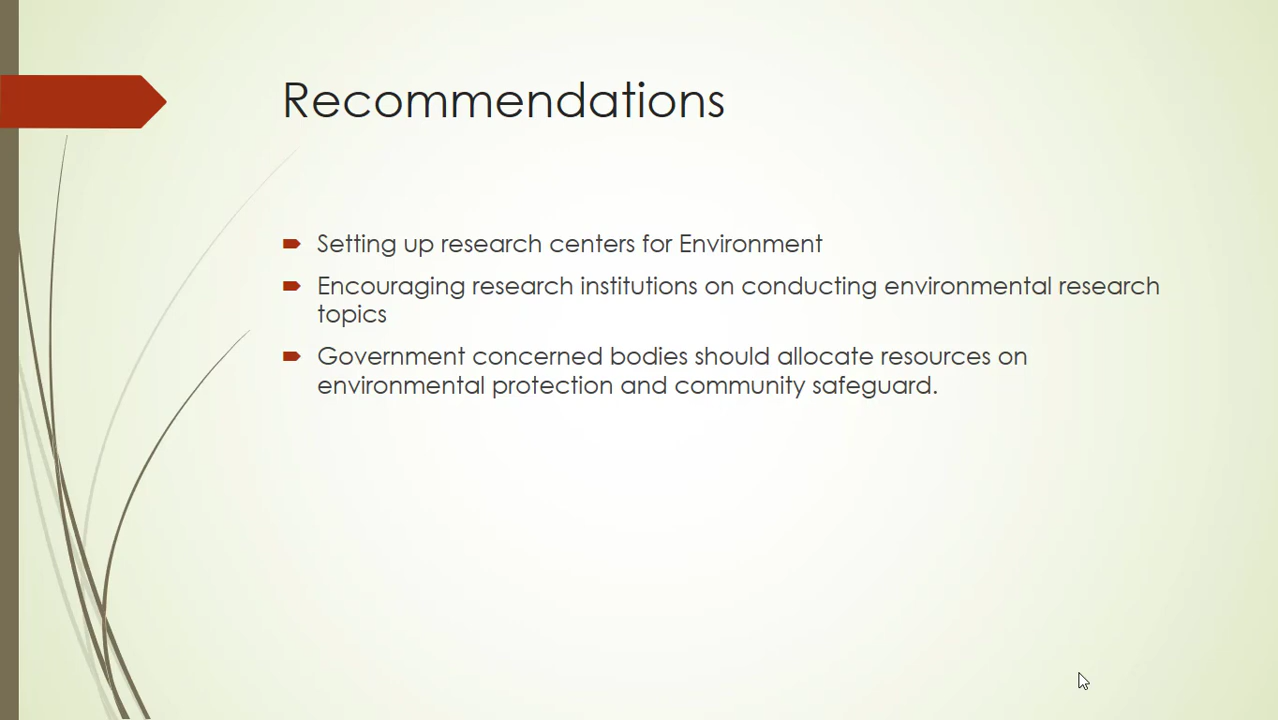 Recommendations
Setting up research centers for Environment
Encouraging research institutions on conducting environmental research
topics
Government concerned bodies should allocate resources on
environmental protection and community safeguard.